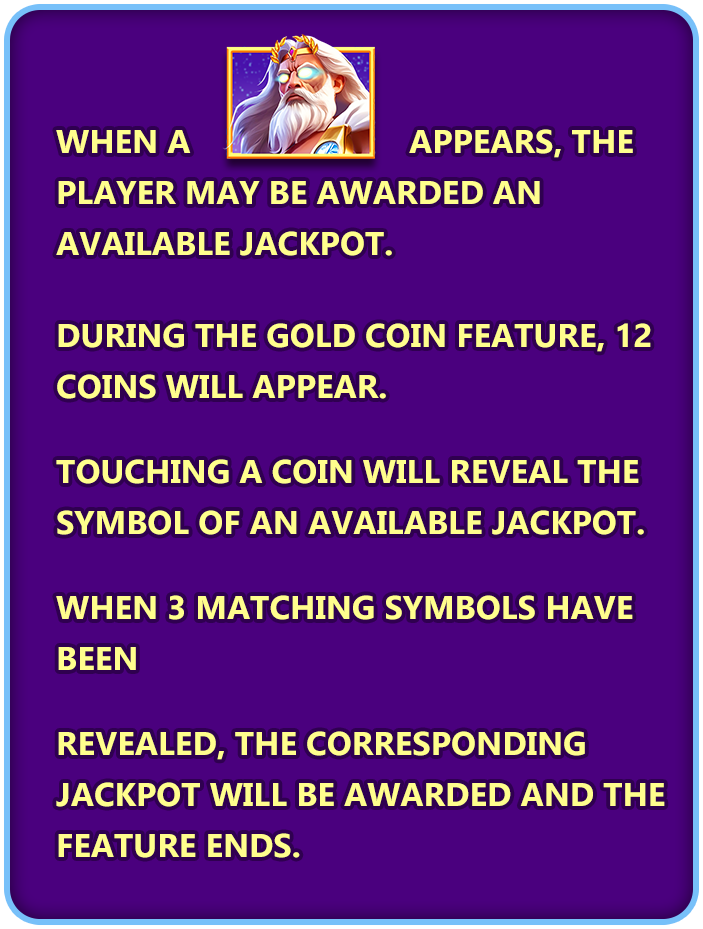 WHEN A APPEARS, THE
PLAYER MAY BE AWARDED AN
AVAILABLE JACKPOT.
DURING THE GOLD COIN FEATURE, 12
COINS WILL APPEAR.
TOUCHING A COIN WILL REVEAL THE
SYMBOL OF AN AVAILABLE JACKPOT.
WHEN 3 MATCHING SYMBOLS HAVE
BEEN
REVEALED, THE CORRESPONDING
JACKPOT WILL BE AWARDED AND THE
FEATURE ENDS.